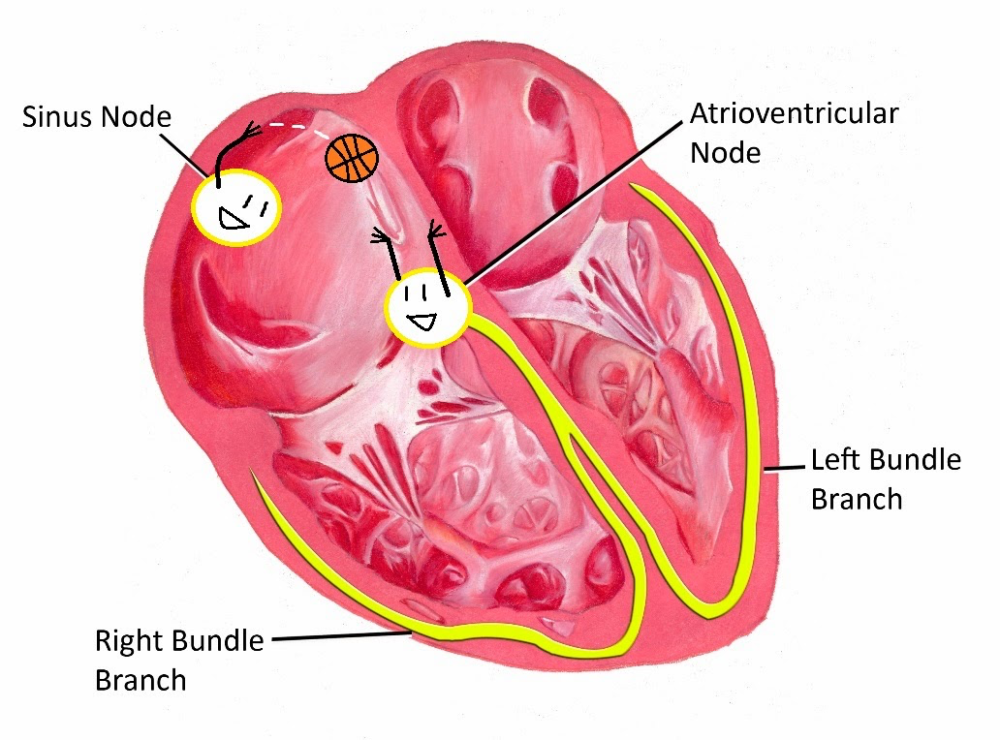 Sinus Node
Atrioventricular
Node
Left Bundle
Branch
Right Bundle
Branch